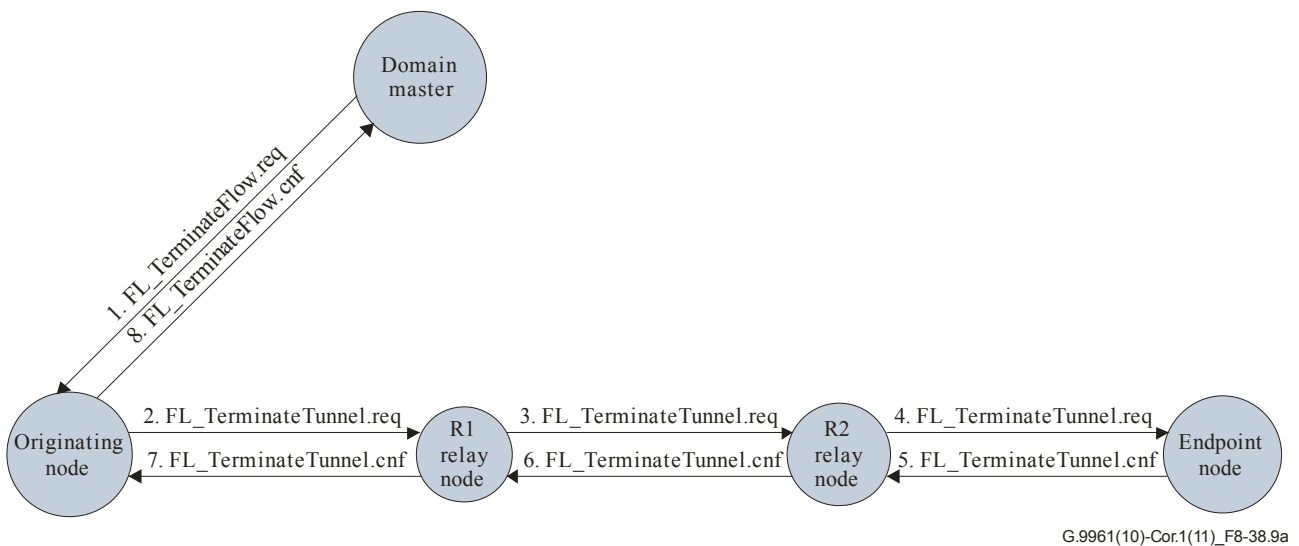 Domain
master
1. FL_TerminateFlow.req
8. FL_TerminateFlow.cnf
Originating
node
2. FL_TerminateTunnel.req
7. FL_TerminateTunnel.cnf
R1
relay
node
3. FL_TerminateTunnel.req
6. FL_TerminateTunnel.cnf
R2
relay
node
4. FL_TerminateTunnel.req
5. FL_TerminateTunnel.cnf
Endpoint
node
G.9961(10)-Cor.1(11)_F8-38.9a